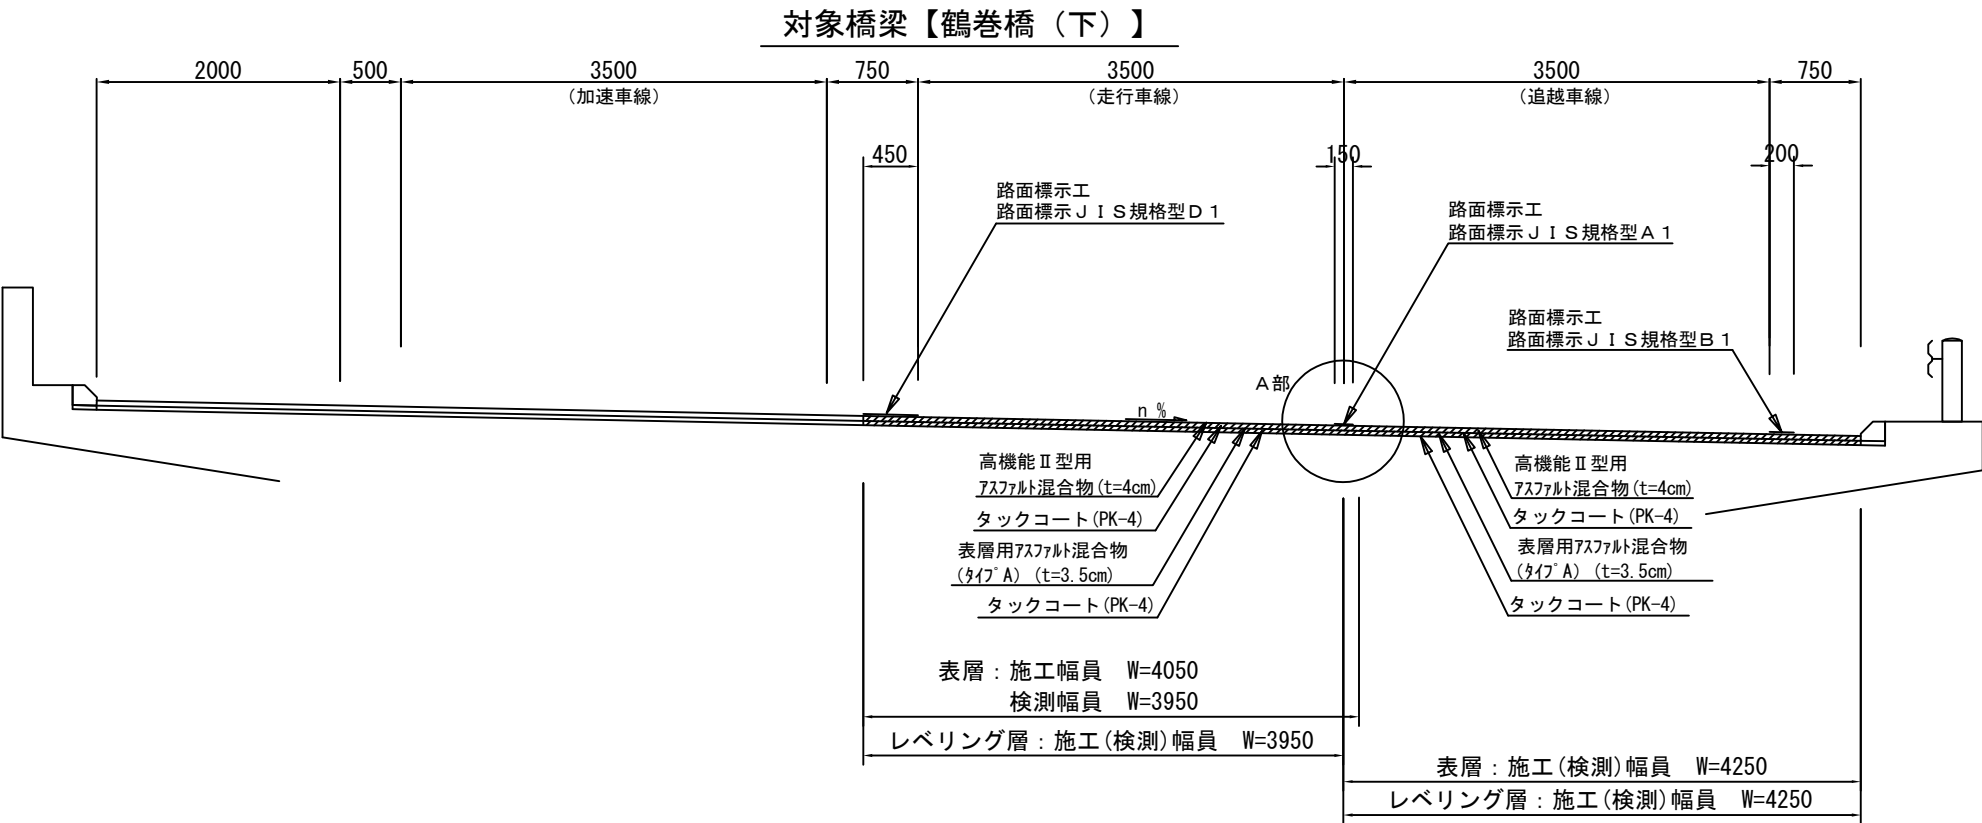 対象橋梁【鶴巻橋（下）】
2000
500
3500
750
3500
3500
750
（加速車線）
（走行車線）
（追越車線）
450
150
200
路面標示工
路面標示ＪＩＳ規格型Ｄ１
路面標示工
路面標示ＪＩＳ規格型Ａ１
路面標示工
路面標示ＪＩＳ規格型Ｂ１
Ａ部
n %
高機能Ⅱ型用
ｱｽﾌｧﾙﾄ混合物(t=4cm)
タックコート(PK-4)
表層用ｱｽﾌｧﾙﾄ混合物
(ﾀｲﾌﾟA) (t=3.5cm)
タックコート(PK-4)
高機能Ⅱ型用
ｱｽﾌｧﾙﾄ混合物(t=4cm)
タックコート(PK-4)
表層用ｱｽﾌｧﾙﾄ混合物
(ﾀｲﾌﾟA) (t=3.5cm)
タックコート(PK-4)
表層：施工幅員　W=4050
検測幅員　W=3950
レベリング層：施工(検測)幅員　W=3950
表層：施工(検測)幅員　W=4250
レベリング層：施工(検測)幅員　W=4250